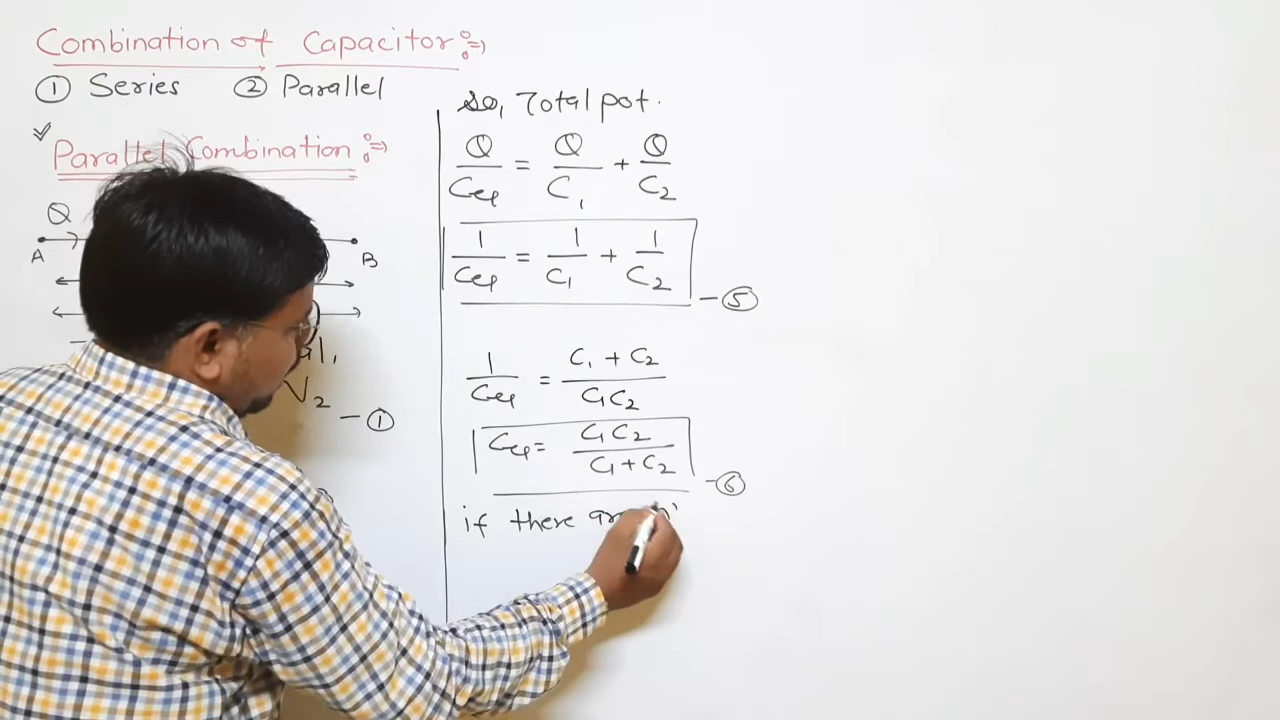 Combination of Capacitor :⇒
① Series ② Parallel
✓ Parallel Combination :⇒
Q
A B
V2 — ①
So, Total pot.
Q/Ceq = Q/C1 + Q/C2
1/Ceq = 1/C1 + 1/C2 — ⑤
1/Ceq = C1 + C2/C1C2
Ceq = C1C2/C1+C2 — ⑥
if there